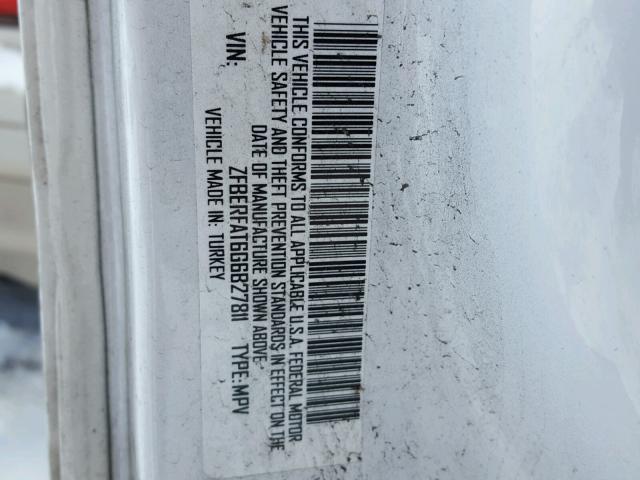 THIS VEHICLE CONFORMS TO ALL APPLICABLE U.S.A. FEDERAL MOTOR
VEHICLE SAFETY AND THEFT PREVENTION STANDARDS IN EFFECT ON THE
DATE OF MANUFACTURE SHOWN ABOVE.
VIN: ZFBERFAT6G6B27811 TYPE: MPV
VEHICLE MADE IN: TURKEY